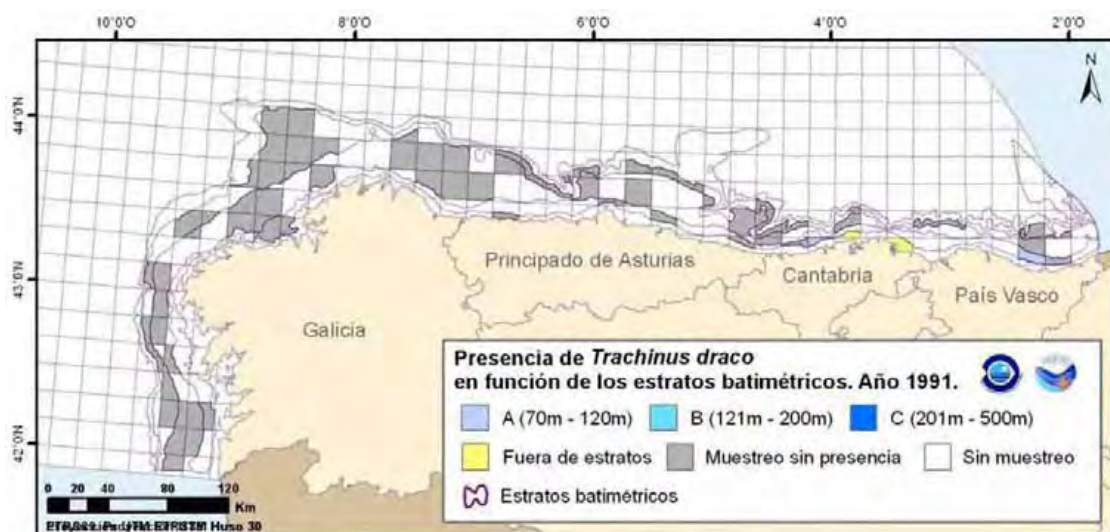 10°0'O 8°0'O 6°0'O 4°0'O 2°0'O
44°0'N
43°0'N
42°0'N
N
Principado de Asturias
Cantabria
País Vasco
Galicia
Presencia de Trachinus draco
en función de los estratos batimétricos. Año 1991.
A (70m - 120m) B (121m - 200m) C (201m - 500m)
Fuera de estratos Muestreo sin presencia Sin muestreo
Estratos batimétricos
0 20 40 80 120
Km
Huso 30